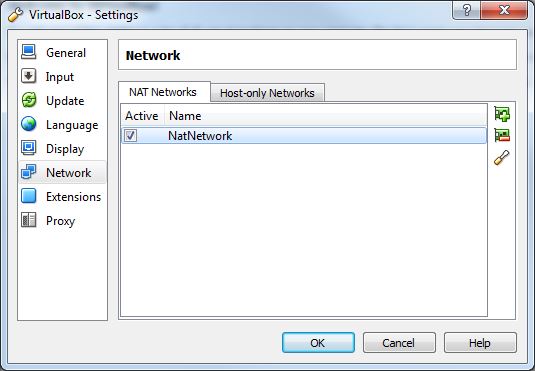 VirtualBox - Settings
General
Input
Update
Language
Display
Network
Extensions
Proxy
Network
NAT Networks
Host-only Networks
Active
Name
NatNetwork
OK
Cancel
Help